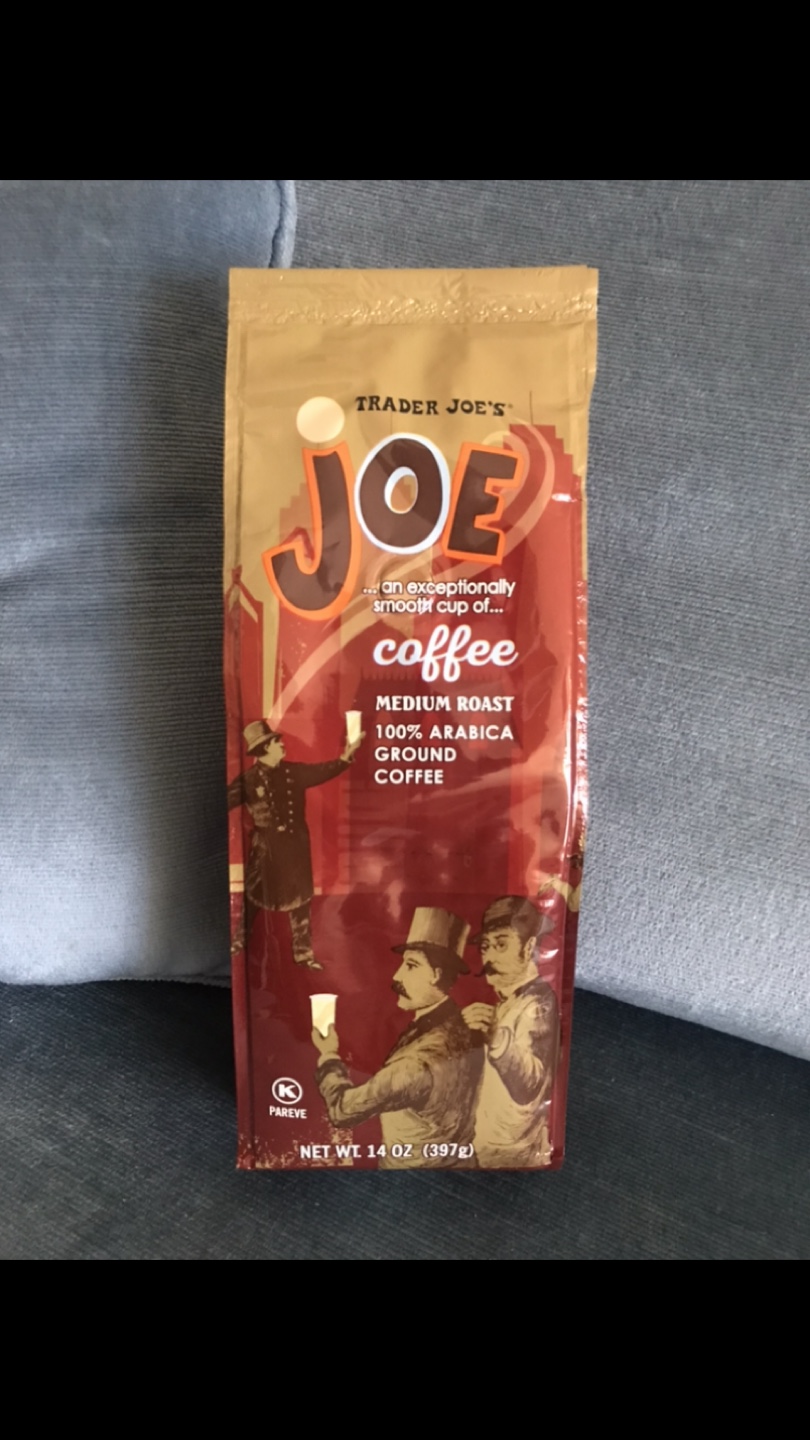 TRADER JOE'S
JOE
...an exceptionally
smooth cup of...
coffee
MEDIUM ROAST
100% ARABICA
GROUND
COFFEE
K
PAREVE
NET WT. 14 OZ (397g)